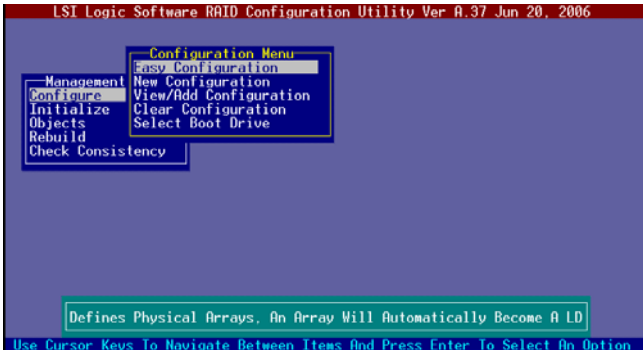 LSI Logic Software RAID Configuration Utility Ver A.37 Jun 20, 2006
Configuration Menu
Easy Configuration
New Configuration
View/Add Configuration
Clear Configuration
Select Boot Drive
Management
Configure
Initialize
Objects
Rebuild
Check Consistency
Defines Physical Arrays, An Array Will Automatically Become A LD
Use Cursor Keys To Navigate Between Items And Press Enter To Select An Option